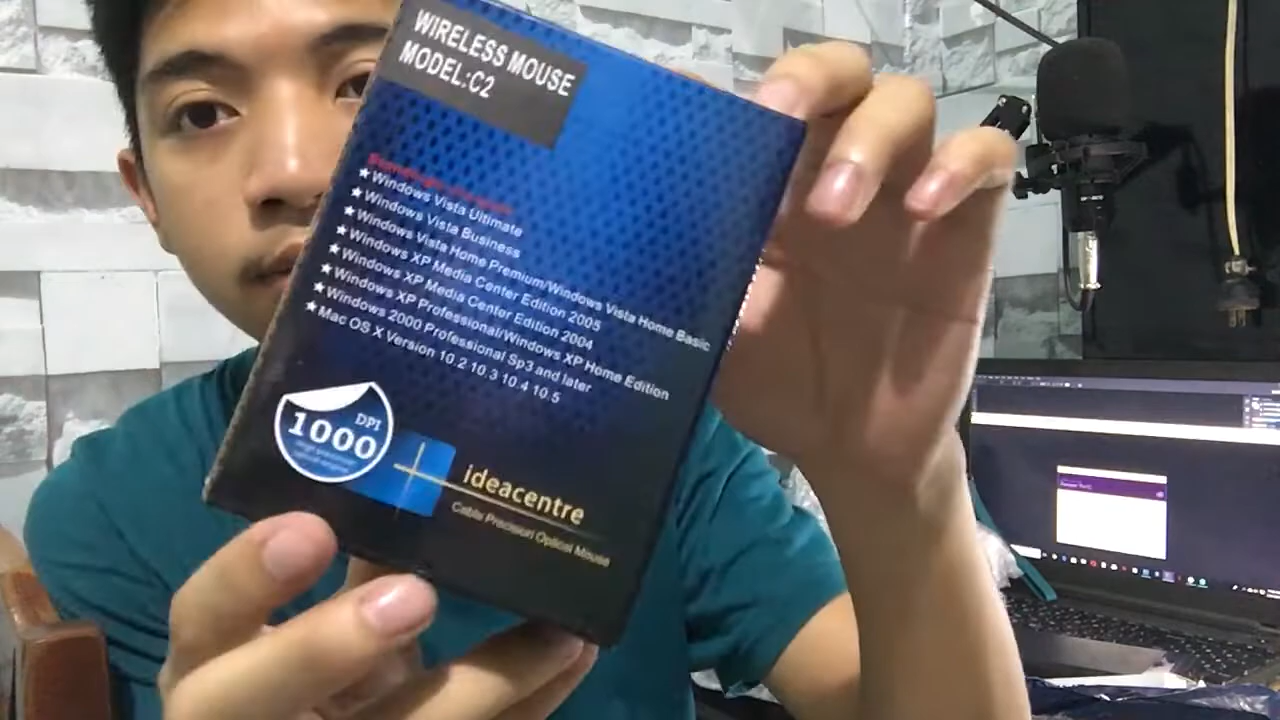 WIRELESS MOUSE
MODEL:C2
★Windows Vista Ultimate
★Windows Vista Business
★Windows Vista Home Premium/Windows Vista Home Basic
★Windows XP Media Center Edition 2005
★Windows XP Media Center Edition 2004
★Windows XP Professional/Windows XP Home Edition
★Windows 2000 Professional Sp3 and later
★Mac OS X Version 10.2 10.3 10.4 10.5
DPI
1000
ideacentre
Cable Precision Optical Mouse